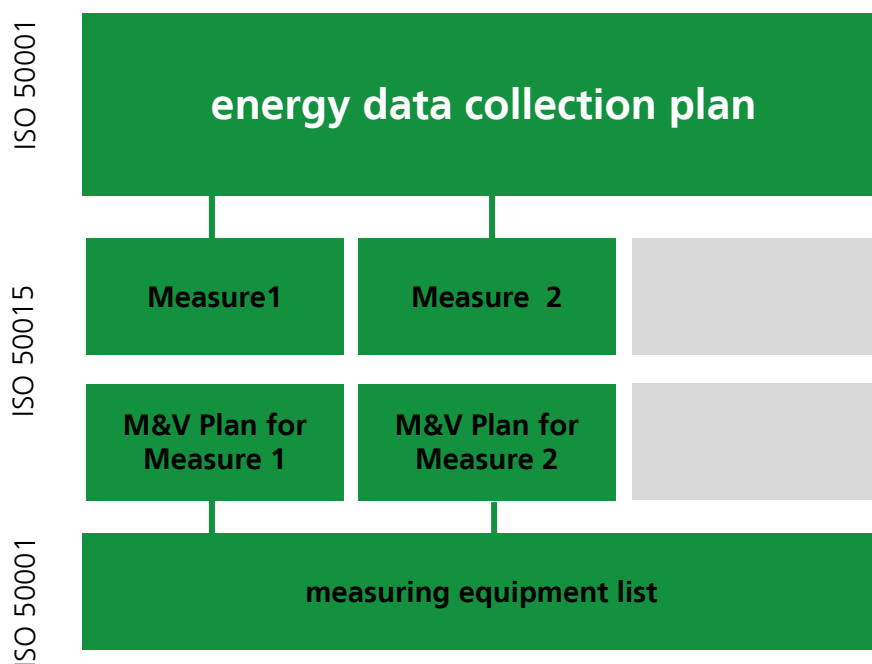 ISO 50001
energy data collection plan
ISO 50015
Measure1
Measure 2
M&V Plan for
Measure 1
M&V Plan for
Measure 2
ISO 50001
measuring equipment list